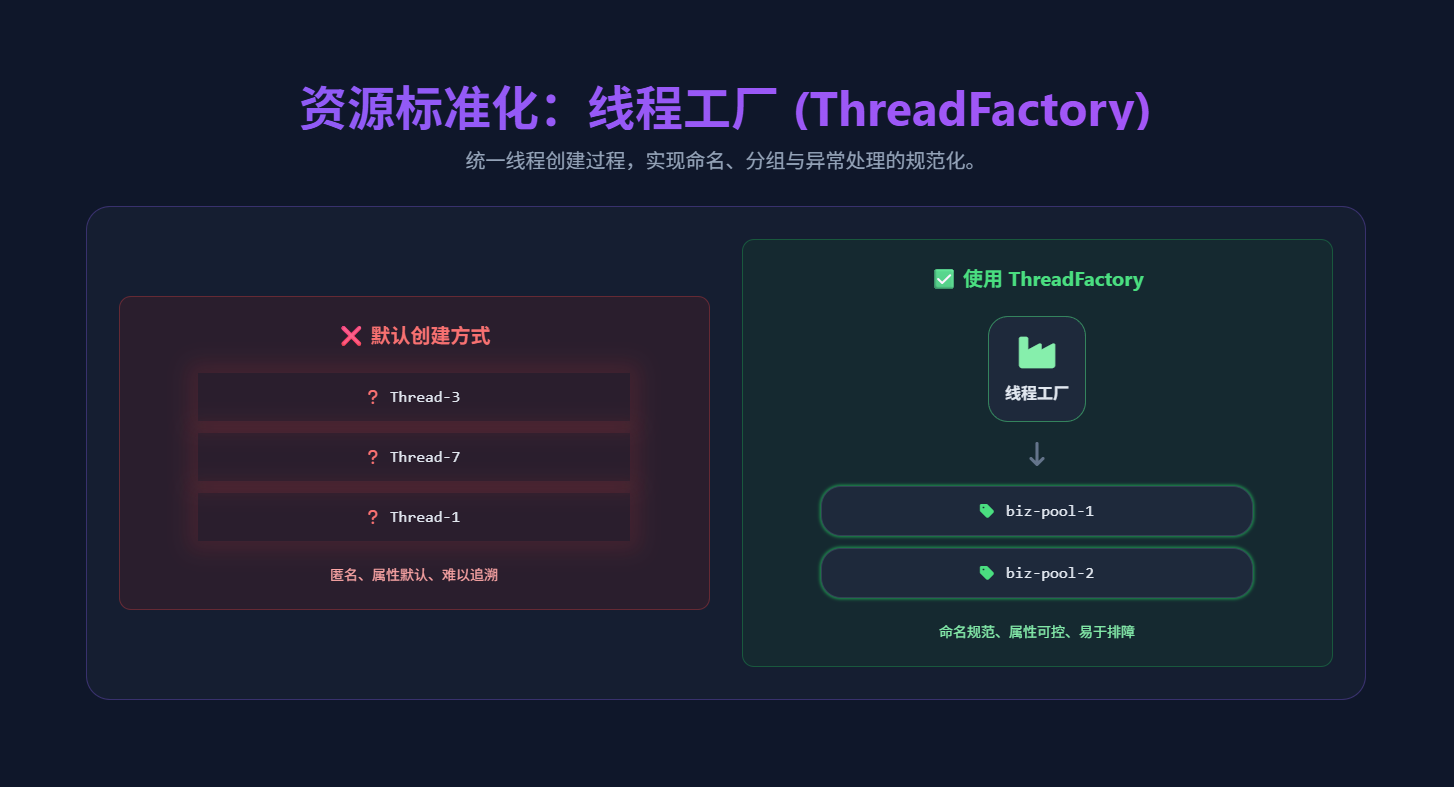 资源标准化：线程工厂 (ThreadFactory)
统一线程创建过程，实现命名、分组与异常处理的规范化。
❌ 默认创建方式
? Thread-3
? Thread-7
? Thread-1
匿名、属性默认、难以追溯
✅ 使用 ThreadFactory
线程工厂
biz-pool-1
biz-pool-2
命名规范、属性可控、易于排障